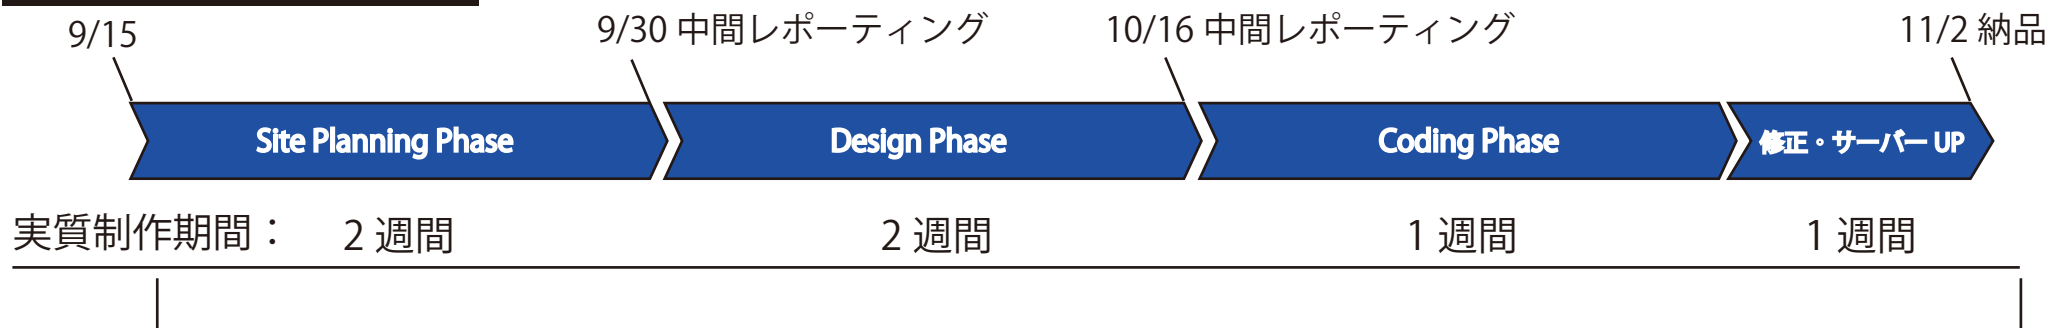 9/15
9/30 中間レポーティング
10/16 中間レポーティング
11/2 納品
Site Planning Phase
Design Phase
Coding Phase
修正。サーバー UP
実質制作期間： 2 週間 2 週間 1 週間 1 週間